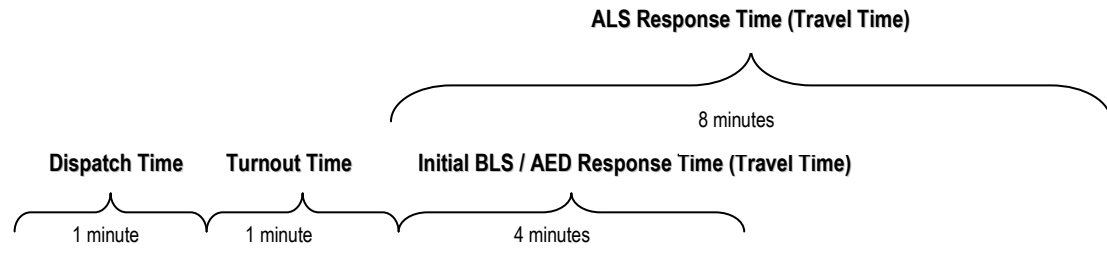 ALS Response Time (Travel Time)
8 minutes
Dispatch Time Turnout Time Initial BLS / AED Response Time (Travel Time)
1 minute 1 minute 4 minutes